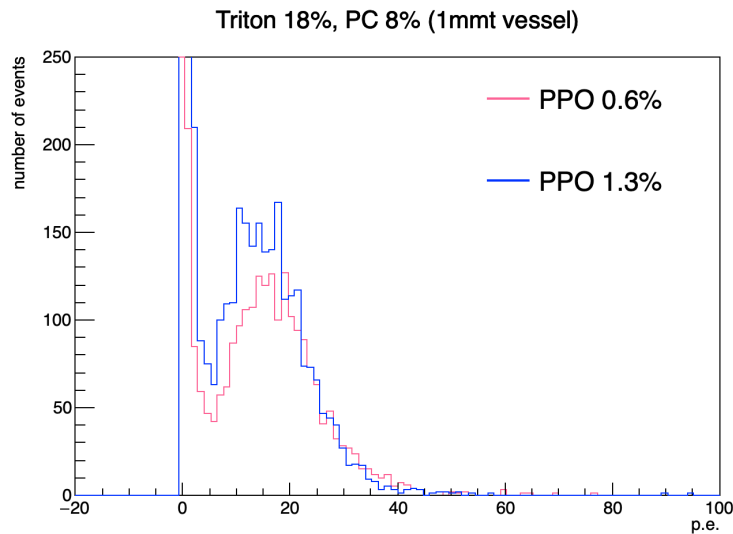 Triton 18%, PC 8% (1mmt vessel)
number of events
250
200
150
100
50
0
PPO 0.6%
PPO 1.3%
−20 0 20 40 60 80 100
p.e.